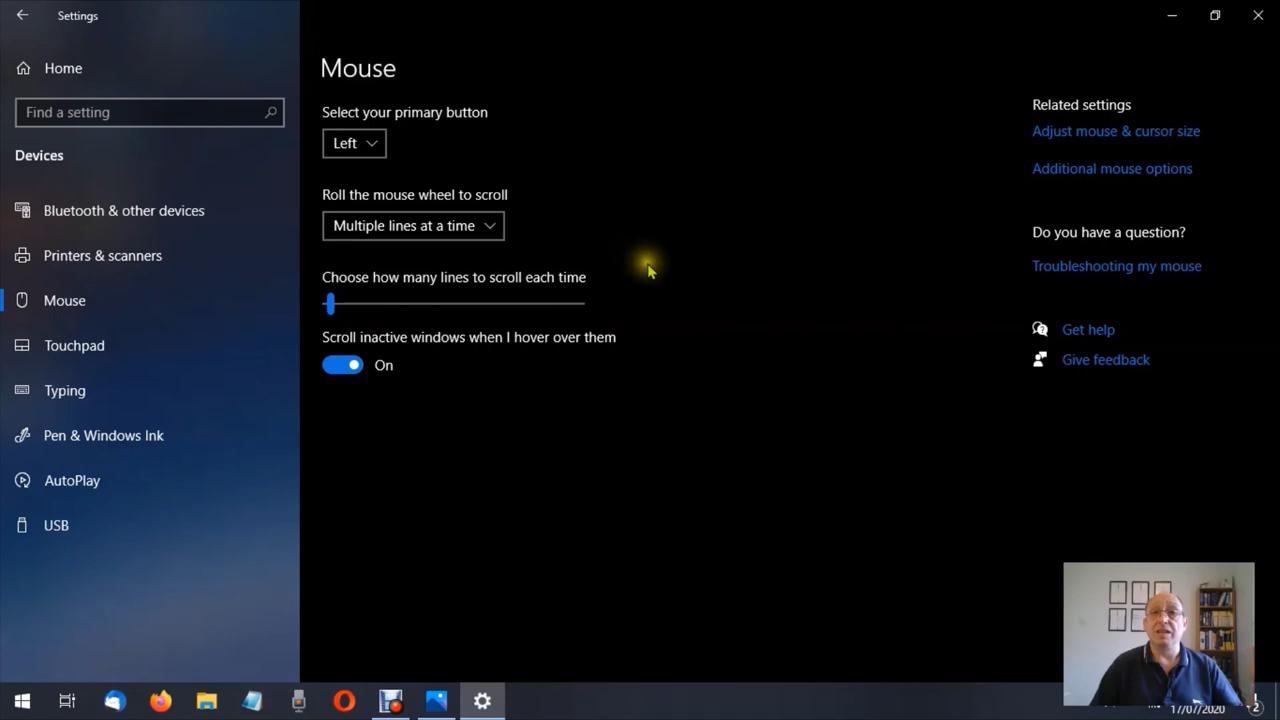 Settings
Home
Find a setting
Devices
Bluetooth & other devices
Printers & scanners
Mouse
Touchpad
Typing
Pen & Windows Ink
AutoPlay
USB
Mouse
Select your primary button
Left
Roll the mouse wheel to scroll
Multiple lines at a time
Choose how many lines to scroll each time
Scroll inactive windows when I hover over them
On
Related settings
Adjust mouse & cursor size
Additional mouse options
Do you have a question?
Troubleshooting my mouse
Get help
Give feedback
17/07/2020
2